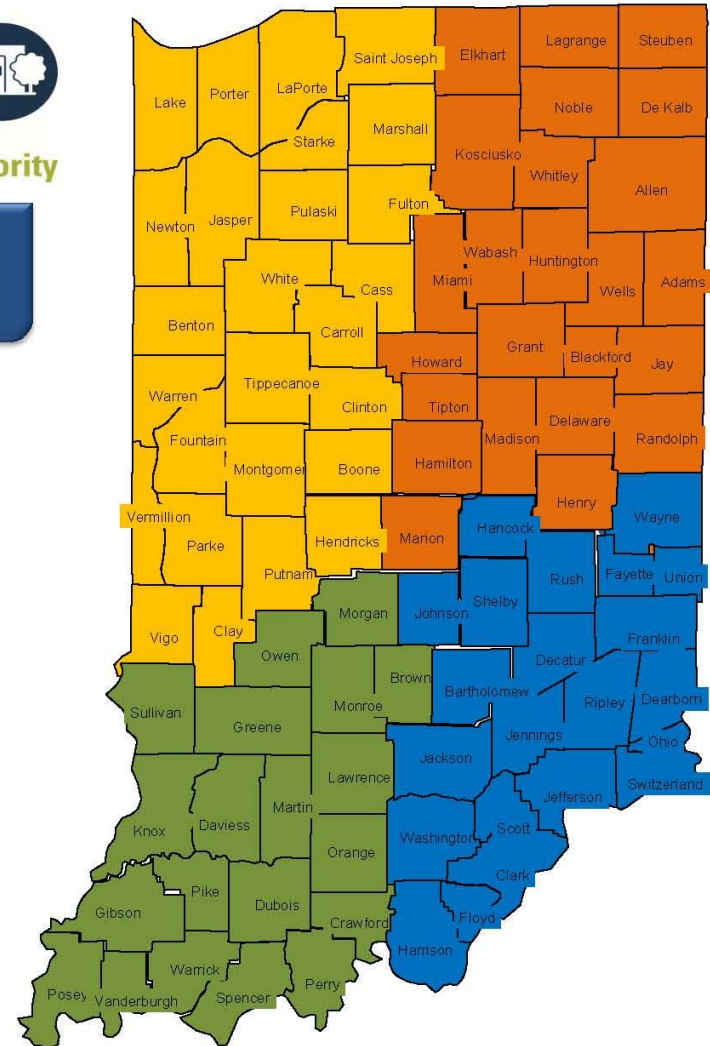 ority
Saint Joseph
Elkhart
Lagrange
Steuben
Lake
Porter
LaPorte
Starke
Marshall
Noble
De Kalb
Kosciusko
Whitley
Allen
Newton
Jasper
Pulaski
Fulton
White
Cass
Miami
Wabash
Huntington
Wells
Adams
Benton
Carroll
Howard
Grant
Blackford
Jay
Warren
Tippecanoe
Clinton
Tipton
Madison
Delaware
Randolph
Fountain
Montgomer
Boone
Hamilton
Henry
Wayne
Vermillion
Parke
Putnam
Hendricks
Marion
Hancock
Rush
Fayette
Union
Vigo
Clay
Owen
Morgan
Johnson
Shelby
Franklin
Decatur
Sullivan
Greene
Monroe
Brown
Bartholomew
Ripley
Dearborn
Jennings
Ohio
Jackson
Switzerland
Jefferson
Lawrence
Knox
Daviess
Martin
Orange
Washington
Scott
Clark
Gibson
Pike
Dubois
Crawford
Floyd
Harrison
Posey
Vanderburgh
Warrick
Spencer
Perry